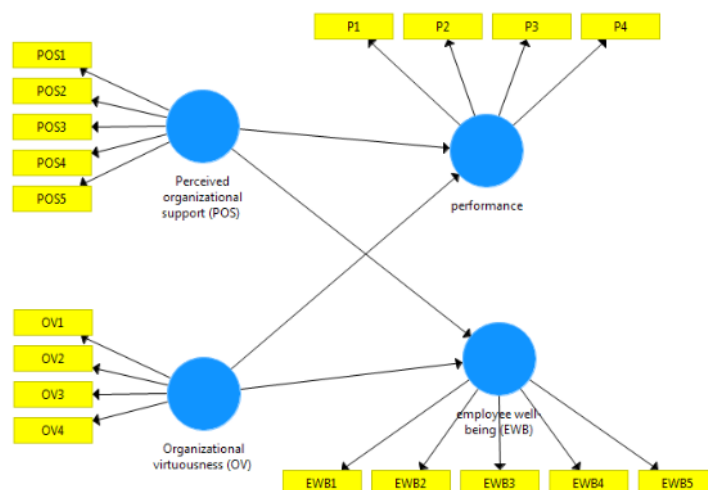 P1
P2
P3
P4
POS1
POS2
POS3
POS4
POS5
Perceived
organizational
support (POS)
performance
OV1
OV2
OV3
OV4
Organizational
virtuousness (OV)
employee well-
being (EWB)
EWB1
EWB2
EWB3
EWB4
EWB5